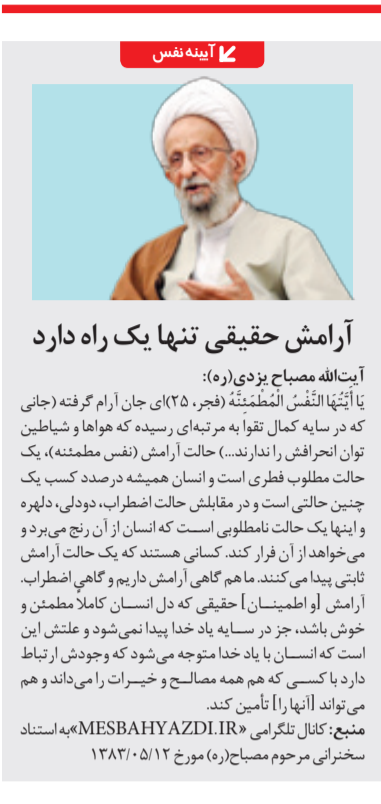 آیینه نفس
آرامش حقیقی تنها یک راه دارد
آیت‌الله مصباح یزدی(ره):
یَا أَیَّتُهَا النَّفْسُ الْمُطْمَئِنَّةُ (فجر، ۲۵)ای جان آرام گرفته (جانی
که در سایه کمال تقوا به مرتبه‌ای رسیده که هواها و شیاطین
توان انحرافش را ندارند...) حالت آرامش (نفس مطمئنه)، یک
حالت مطلوب فطری است و انسان همیشه درصدد کسب یک
چنین حالتی است و در مقابلش حالت اضطراب، دودلی، دلهره
و اینها یک حالت نامطلوبی است که انسان از آن رنج می‌برد و
می‌خواهد از آن فرار کند. کسانی هستند که یک حالت آرامش
ثابتی پیدا می‌کنند. ما هم گاهی آرامش داریم و گاهی اضطراب.
آرامش [و اطمینان] حقیقی که دل انسان کاملاً مطمئن و
خوش باشد، جز در سایه یاد خدا پیدا نمی‌شود و علتش این
است که انسان با یاد خدا متوجه می‌شود که وجودش ارتباط
دارد با کسی که هم همه مصالح و خیرات را می‌داند و هم
می‌تواند [آنها را] تأمین کند.
منبع: کانال تلگرامی «MESBAHYAZDI.IR»به استناد
سخنرانی مرحوم مصباح(ره) مورخ ۱۳۸۳/۰۵/۱۲